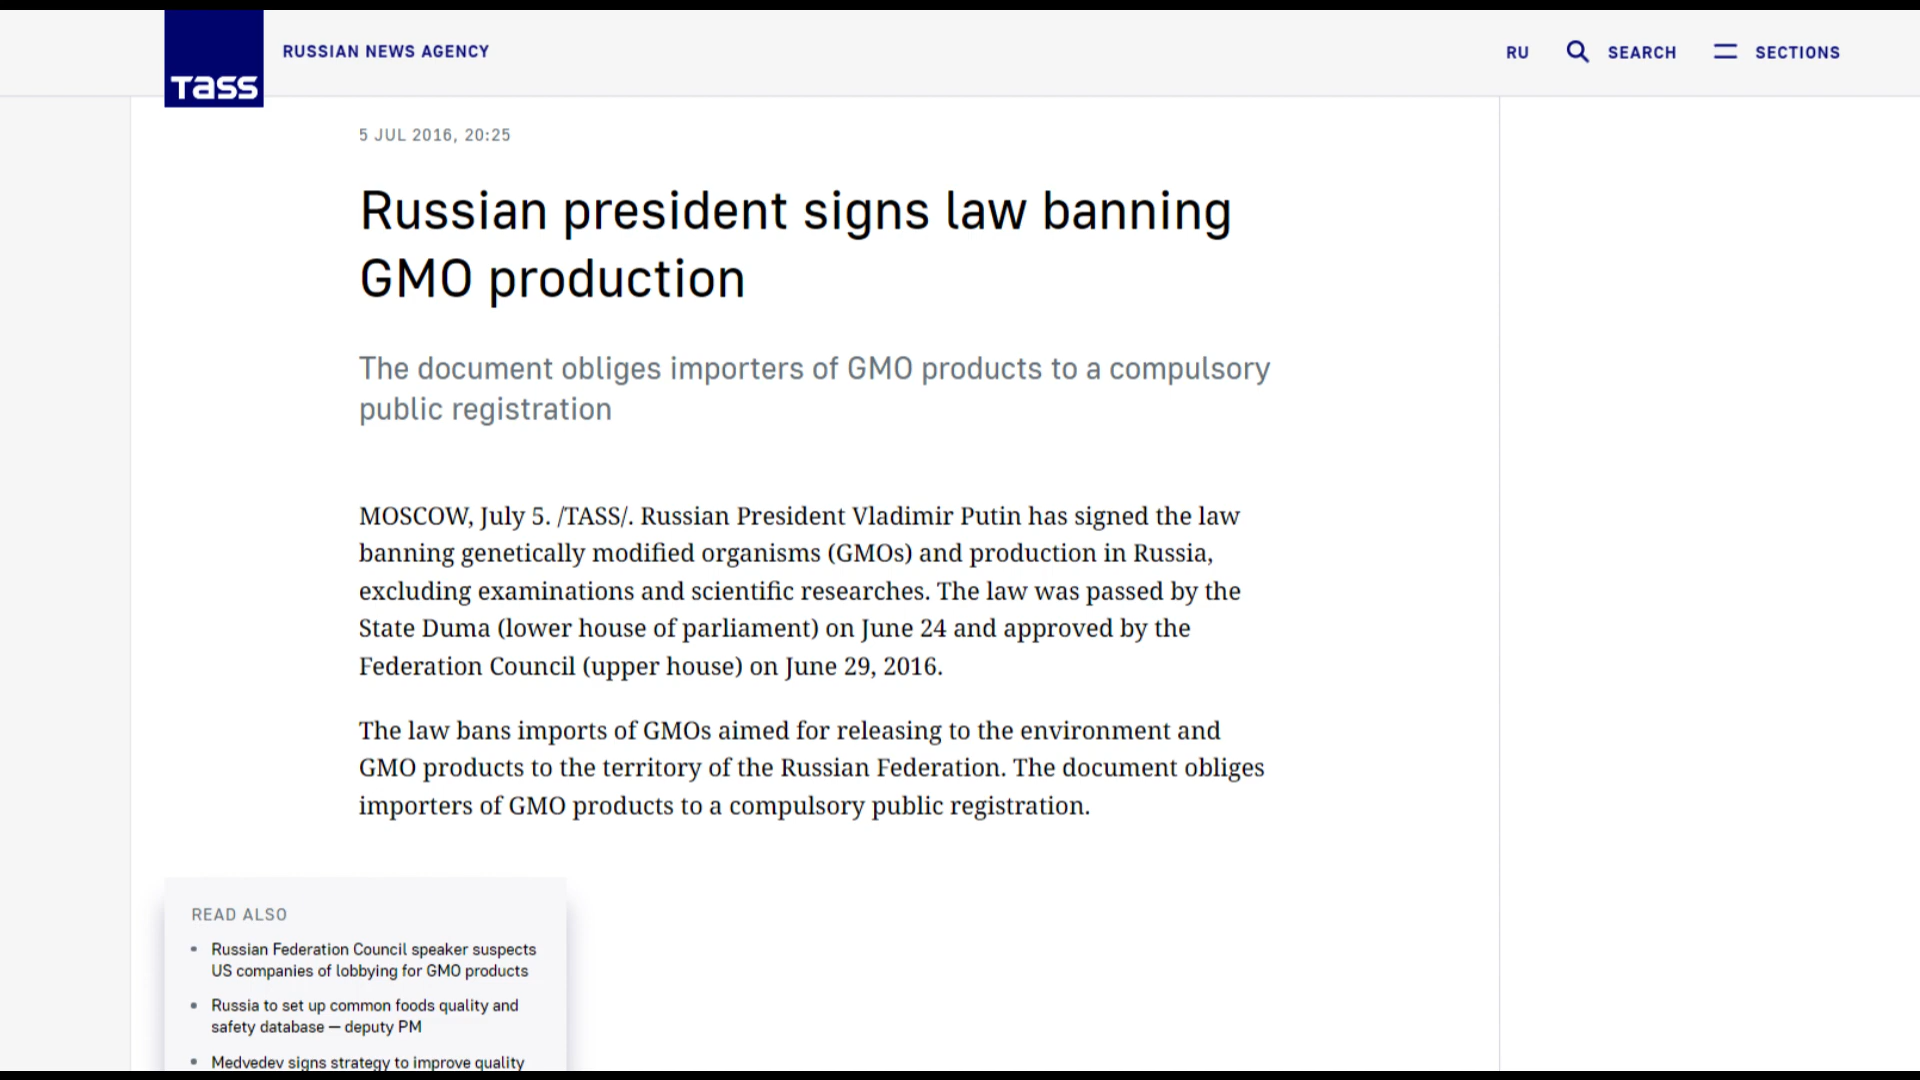 Tass
RUSSIAN NEWS AGENCY
RU
SEARCH
SECTIONS
5 JUL 2016, 20:25
Russian president signs law banning
GMO production
The document obliges importers of GMO products to a compulsory
public registration
MOSCOW, July 5. /TASS/. Russian President Vladimir Putin has signed the law
banning genetically modified organisms (GMOs) and production in Russia,
excluding examinations and scientific researches. The law was passed by the
State Duma (lower house of parliament) on June 24 and approved by the
Federation Council (upper house) on June 29, 2016.
The law bans imports of GMOs aimed for releasing to the environment and
GMO products to the territory of the Russian Federation. The document obliges
importers of GMO products to a compulsory public registration.
READ ALSO
• Russian Federation Council speaker suspects
US companies of lobbying for GMO products
• Russia to set up common foods quality and
safety database — deputy PM
• Medvedev signs strategy to improve quality